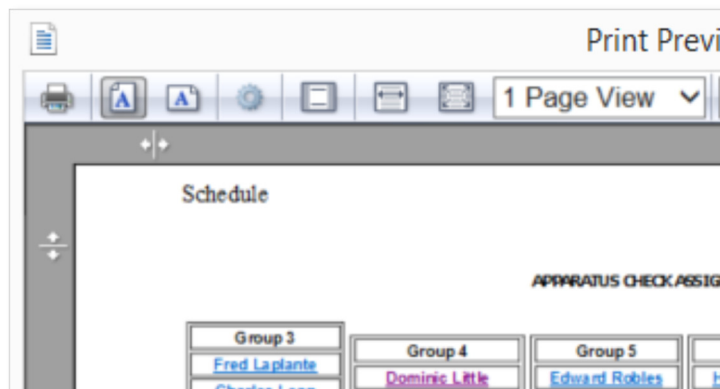 Print Previ
1 Page View
Schedule
APPARATUS CHECK ASSIG
Group 3
Fred Laplante
Group 4
Dominic Little
Group 5
Edward Robles